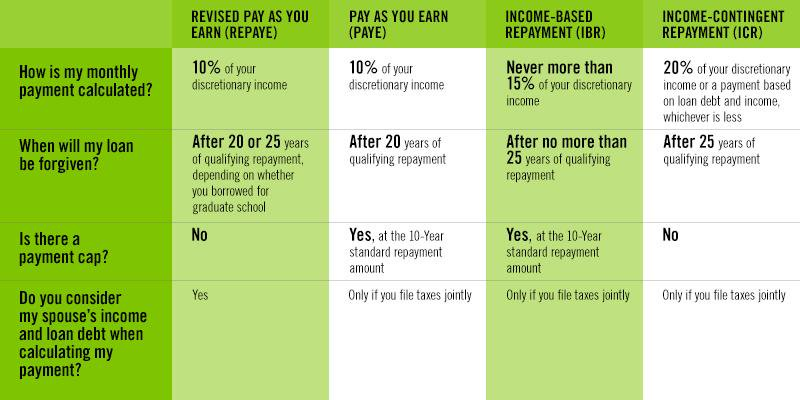 REVISED PAY AS YOU
EARN (REPAYE)
PAY AS YOU EARN
(PAYE)
INCOME-BASED
REPAYMENT (IBR)
INCOME-CONTINGENT
REPAYMENT (ICR)
How is my monthly
payment calculated?
10% of your
discretionary income
10% of your
discretionary income
Never more than
15% of your discretionary
income
20% of your discretionary
income or a payment based
on loan debt and income,
whichever is less
When will my loan
be forgiven?
After 20 or 25 years
of qualifying repayment,
depending on whether
you borrowed for
graduate school
After 20 years of
qualifying repayment
After no more than
25 years of qualifying
repayment
After 25 years of
qualifying repayment
Is there a
payment cap?
No
Yes, at the 10-Year
standard repayment
amount
Yes, at the 10-Year
standard repayment
amount
No
Do you consider
my spouse's income
and loan debt when
calculating my
payment?
Yes
Only if you file taxes jointly
Only if you file taxes jointly
Only if you file taxes jointly